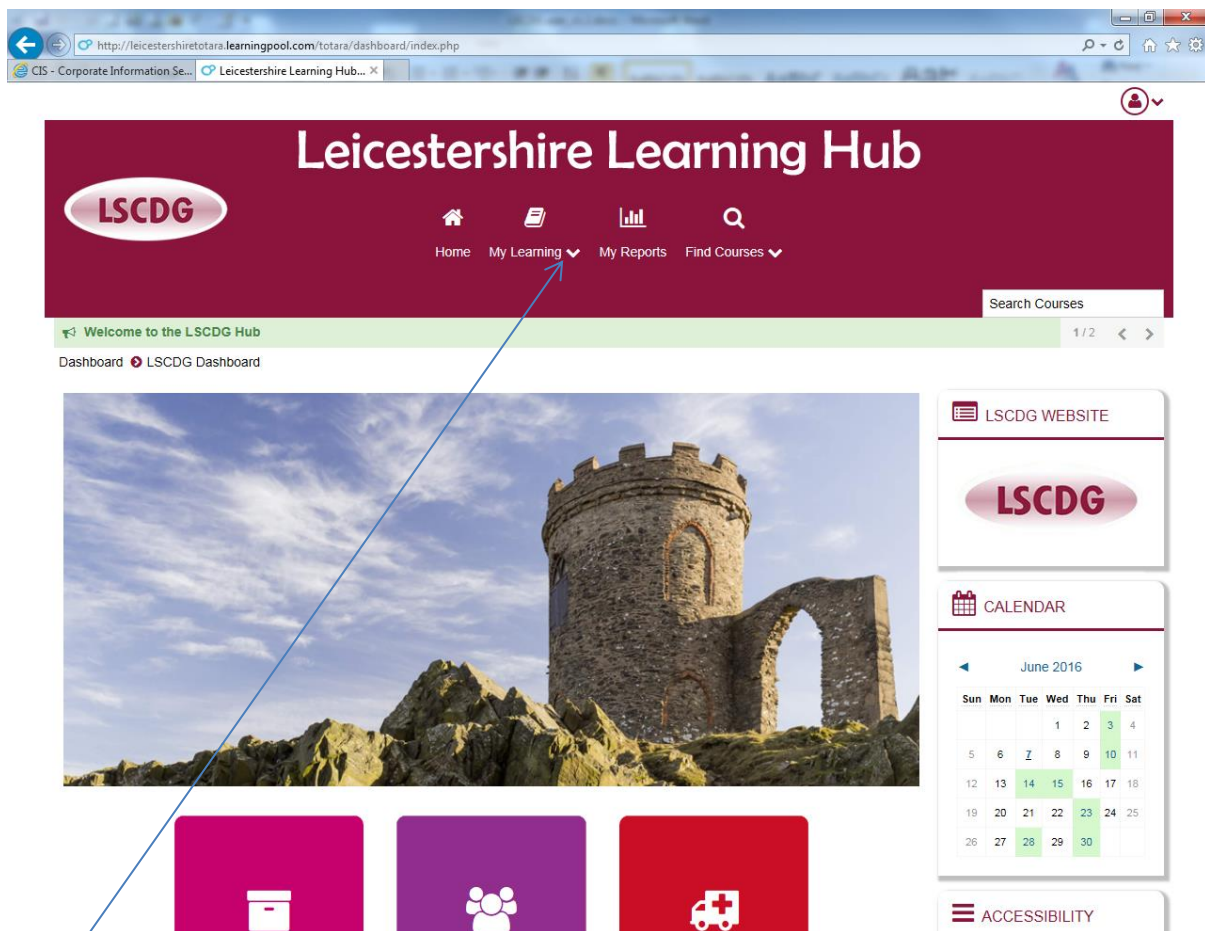 http://leicestershiretotara.learningpool.com/totara/dashboard/index.php
CIS - Corporate Information Se...
Leicestershire Learning Hub...
Leicestershire Learning Hub
LSCDG
Home
My Learning
My Reports
Find Courses
Search Courses
Welcome to the LSCDG Hub
1 / 2
Dashboard LSCDG Dashboard
LSCDG WEBSITE
LSCDG
CALENDAR
June 2016
Sun Mon Tue Wed Thu Fri Sat
1 2 3 4
5 6 7 8 9 10 11
12 13 14 15 16 17 18
19 20 21 22 23 24 25
26 27 28 29 30
ACCESSIBILITY